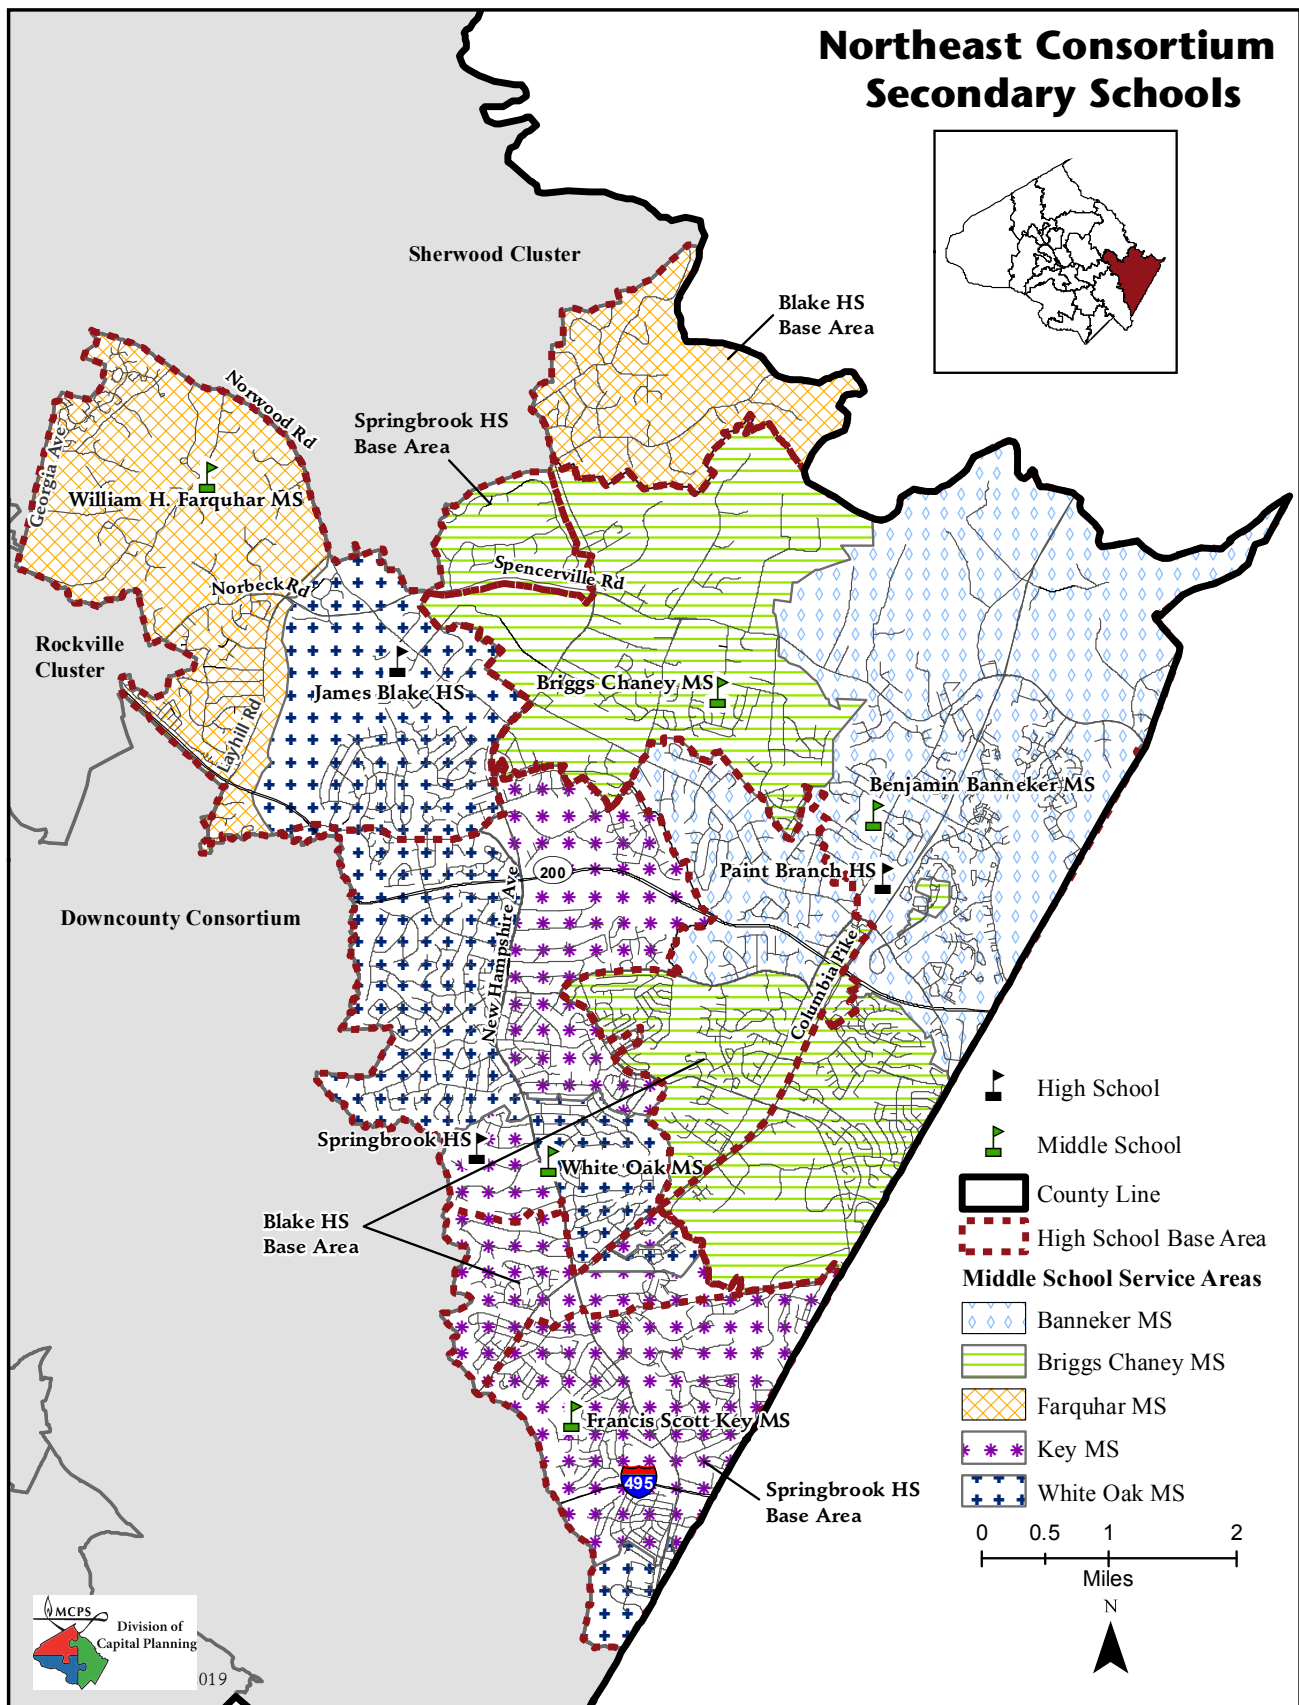 Northeast Consortium
Secondary Schools
Sherwood Cluster
Blake HS
Base Area
Norwood Rd
Springbrook HS
Base Area
Georgia Ave
William H. Farquhar MS
Spencerville Rd
Norbeck Rd
Rockville
Cluster
James Blake HS
Briggs Chaney MS
Layhill Rd
Benjamin Banneker MS
Paint Branch HS
200
New Hampshire Ave
Downcounty Consortium
Columbia Pike
Springbrook HS
White Oak MS
Blake HS
Base Area
Francis Scott Key MS
495
Springbrook HS
Base Area
High School
Middle School
County Line
High School Base Area
Middle School Service Areas
Banneker MS
Briggs Chaney MS
Farquhar MS
Key MS
White Oak MS
0 0.5 1 2
Miles
N
MCPS
Division of
Capital Planning
019